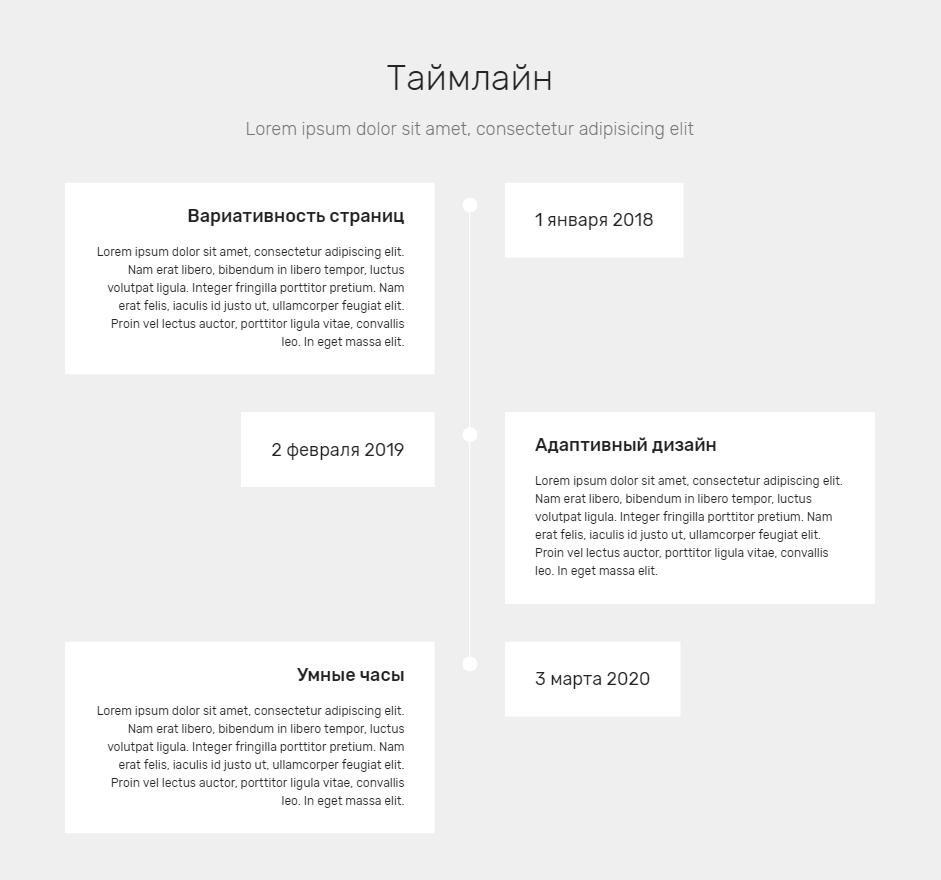 Таймлайн
Lorem ipsum dolor sit amet, consectetur adipisicing elit
Вариативность страниц
Lorem ipsum dolor sit amet, consectetur adipiscing elit.
Nam erat libero, bibendum in libero tempor, luctus
volutpat ligula. Integer fringilla porttitor pretium. Nam
erat felis, iaculis id justo ut, ullamcorper feugiat elit.
Proin vel lectus auctor, porttitor ligula vitae, convallis
leo. In eget massa elit.
1 января 2018
2 февраля 2019
Адаптивный дизайн
Lorem ipsum dolor sit amet, consectetur adipiscing elit.
Nam erat libero, bibendum in libero tempor, luctus
volutpat ligula. Integer fringilla porttitor pretium. Nam
erat felis, iaculis id justo ut, ullamcorper feugiat elit.
Proin vel lectus auctor, porttitor ligula vitae, convallis
leo. In eget massa elit.
Умные часы
Lorem ipsum dolor sit amet, consectetur adipiscing elit.
Nam erat libero, bibendum in libero tempor, luctus
volutpat ligula. Integer fringilla porttitor pretium. Nam
erat felis, iaculis id justo ut, ullamcorper feugiat elit.
Proin vel lectus auctor, porttitor ligula vitae, convallis
leo. In eget massa elit.
3 марта 2020